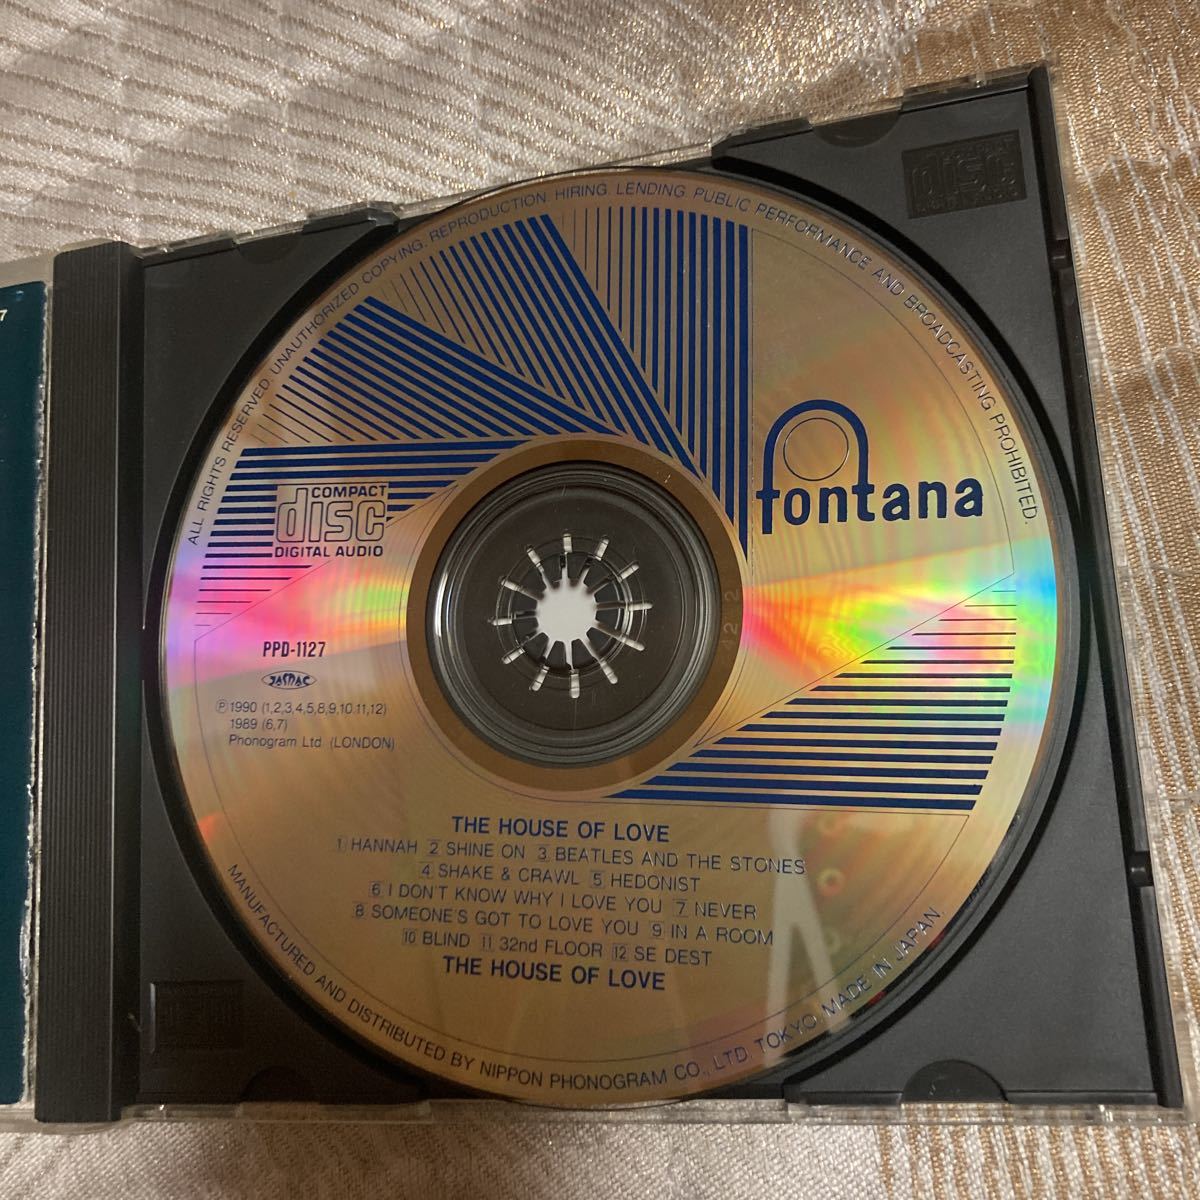 ALL RIGHTS RESERVED. UNAUTHORIZED COPYING. REPRODUCTION. HIRING. LENDING. PUBLIC PERFORMANCE AND BROADCASTING PROHIBITED.
7
COMPACT
disc
DIGITAL AUDIO
fontana
PPD-1127
JASRAC
Ⓟ1990 (1,2,3,4,5,8,9,10,11,12)
1989 (6,7)
Phonogram Ltd (LONDON)
THE HOUSE OF LOVE
1 HANNAH 2 SHINE ON 3 BEATLES AND THE STONES
4 SHAKE & CRAWL 5 HEDONIST
6 I DON'T KNOW WHY I LOVE YOU 7 NEVER
8 SOMEONE'S GOT TO LOVE YOU 9 IN A ROOM
10 BLIND 11 32nd FLOOR 12 SE DEST
THE HOUSE OF LOVE
MANUFACTURED AND DISTRIBUTED BY NIPPON PHONOGRAM CO., LTD. TOKYO. MADE IN JAPAN.